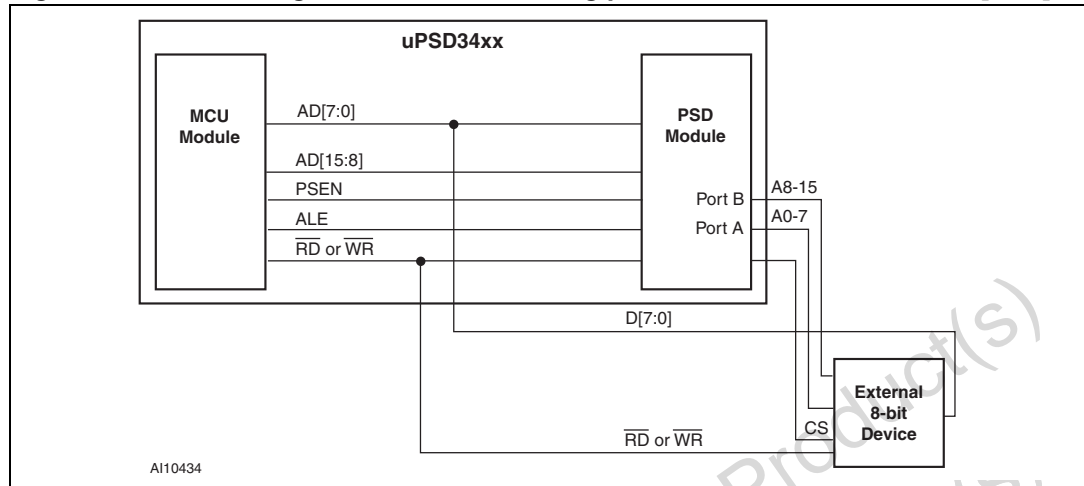 uPSD34xx
MCU
Module
AD[7:0]
AD[15:8]
PSEN
ALE
RD or WR
PSD
Module
Port B
Port A
A8-15
A0-7
D[7:0]
External
8-bit
Device
CS
RD or WR
AI10434
Product(s)